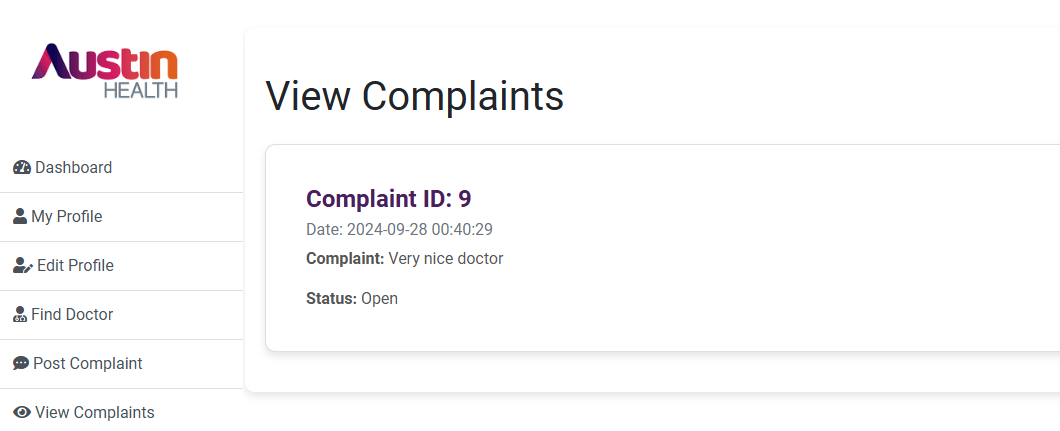 Austin
HEALTH
Dashboard
My Profile
Edit Profile
Find Doctor
Post Complaint
View Complaints
View Complaints
Complaint ID: 9
Date: 2024-09-28 00:40:29
Complaint: Very nice doctor
Status: Open